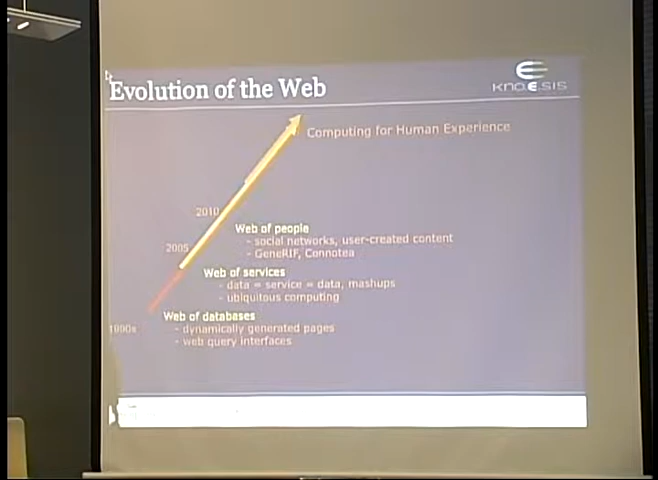 Evolution of the Web
KNO.E.SIS
Computing for Human Experience
2010
Web of people
- social networks, user-created content
- GeneRIF, Connotea
2005
Web of services
- data = service = data, mashups
- ubiquitous computing
Web of databases
1990s
- dynamically generated pages
- web query interfaces